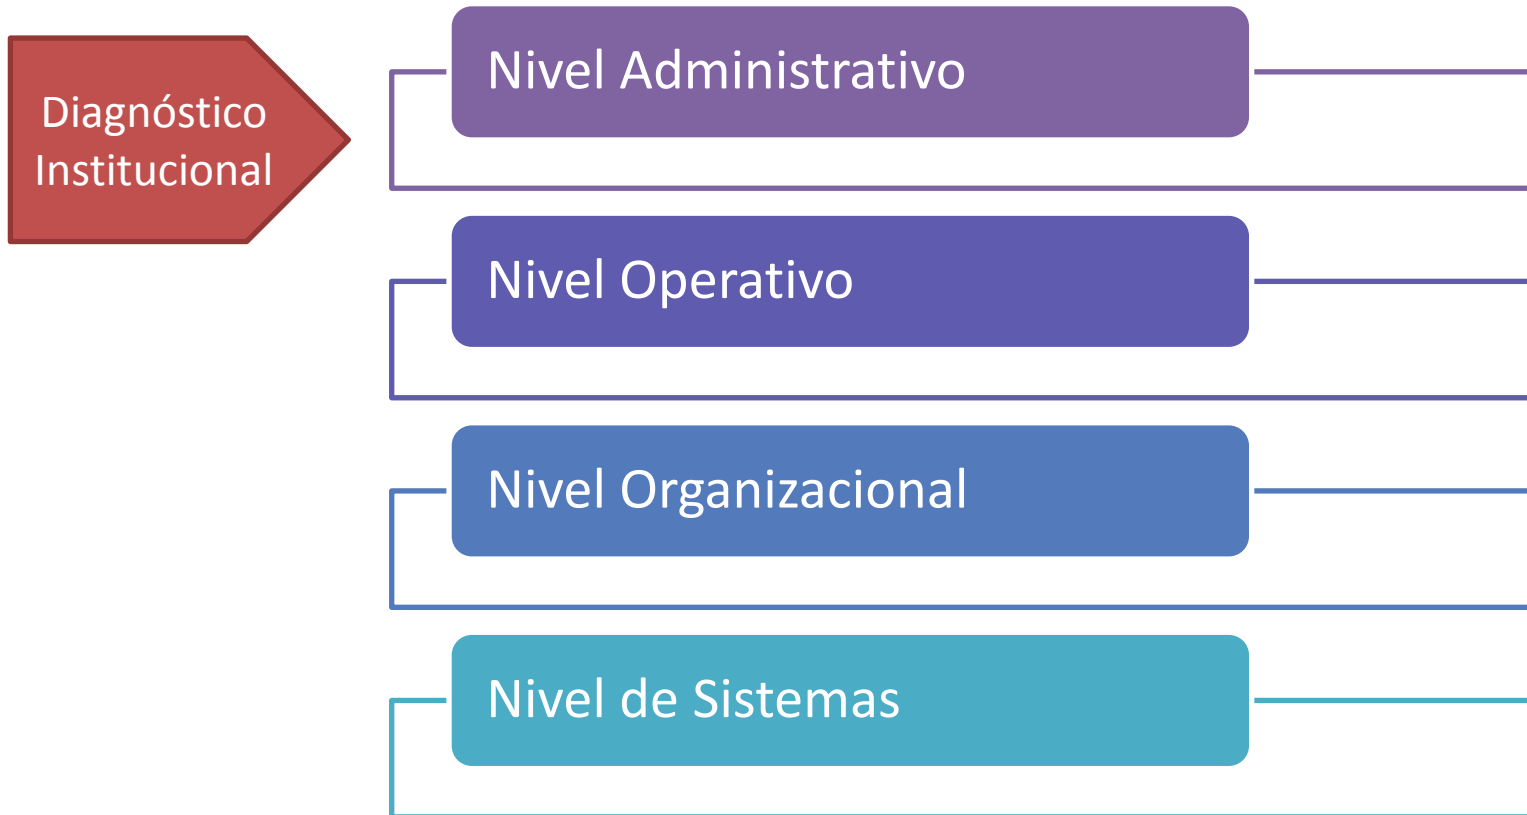 Diagnóstico
Institucional
Nivel Administrativo
Nivel Operativo
Nivel Organizacional
Nivel de Sistemas